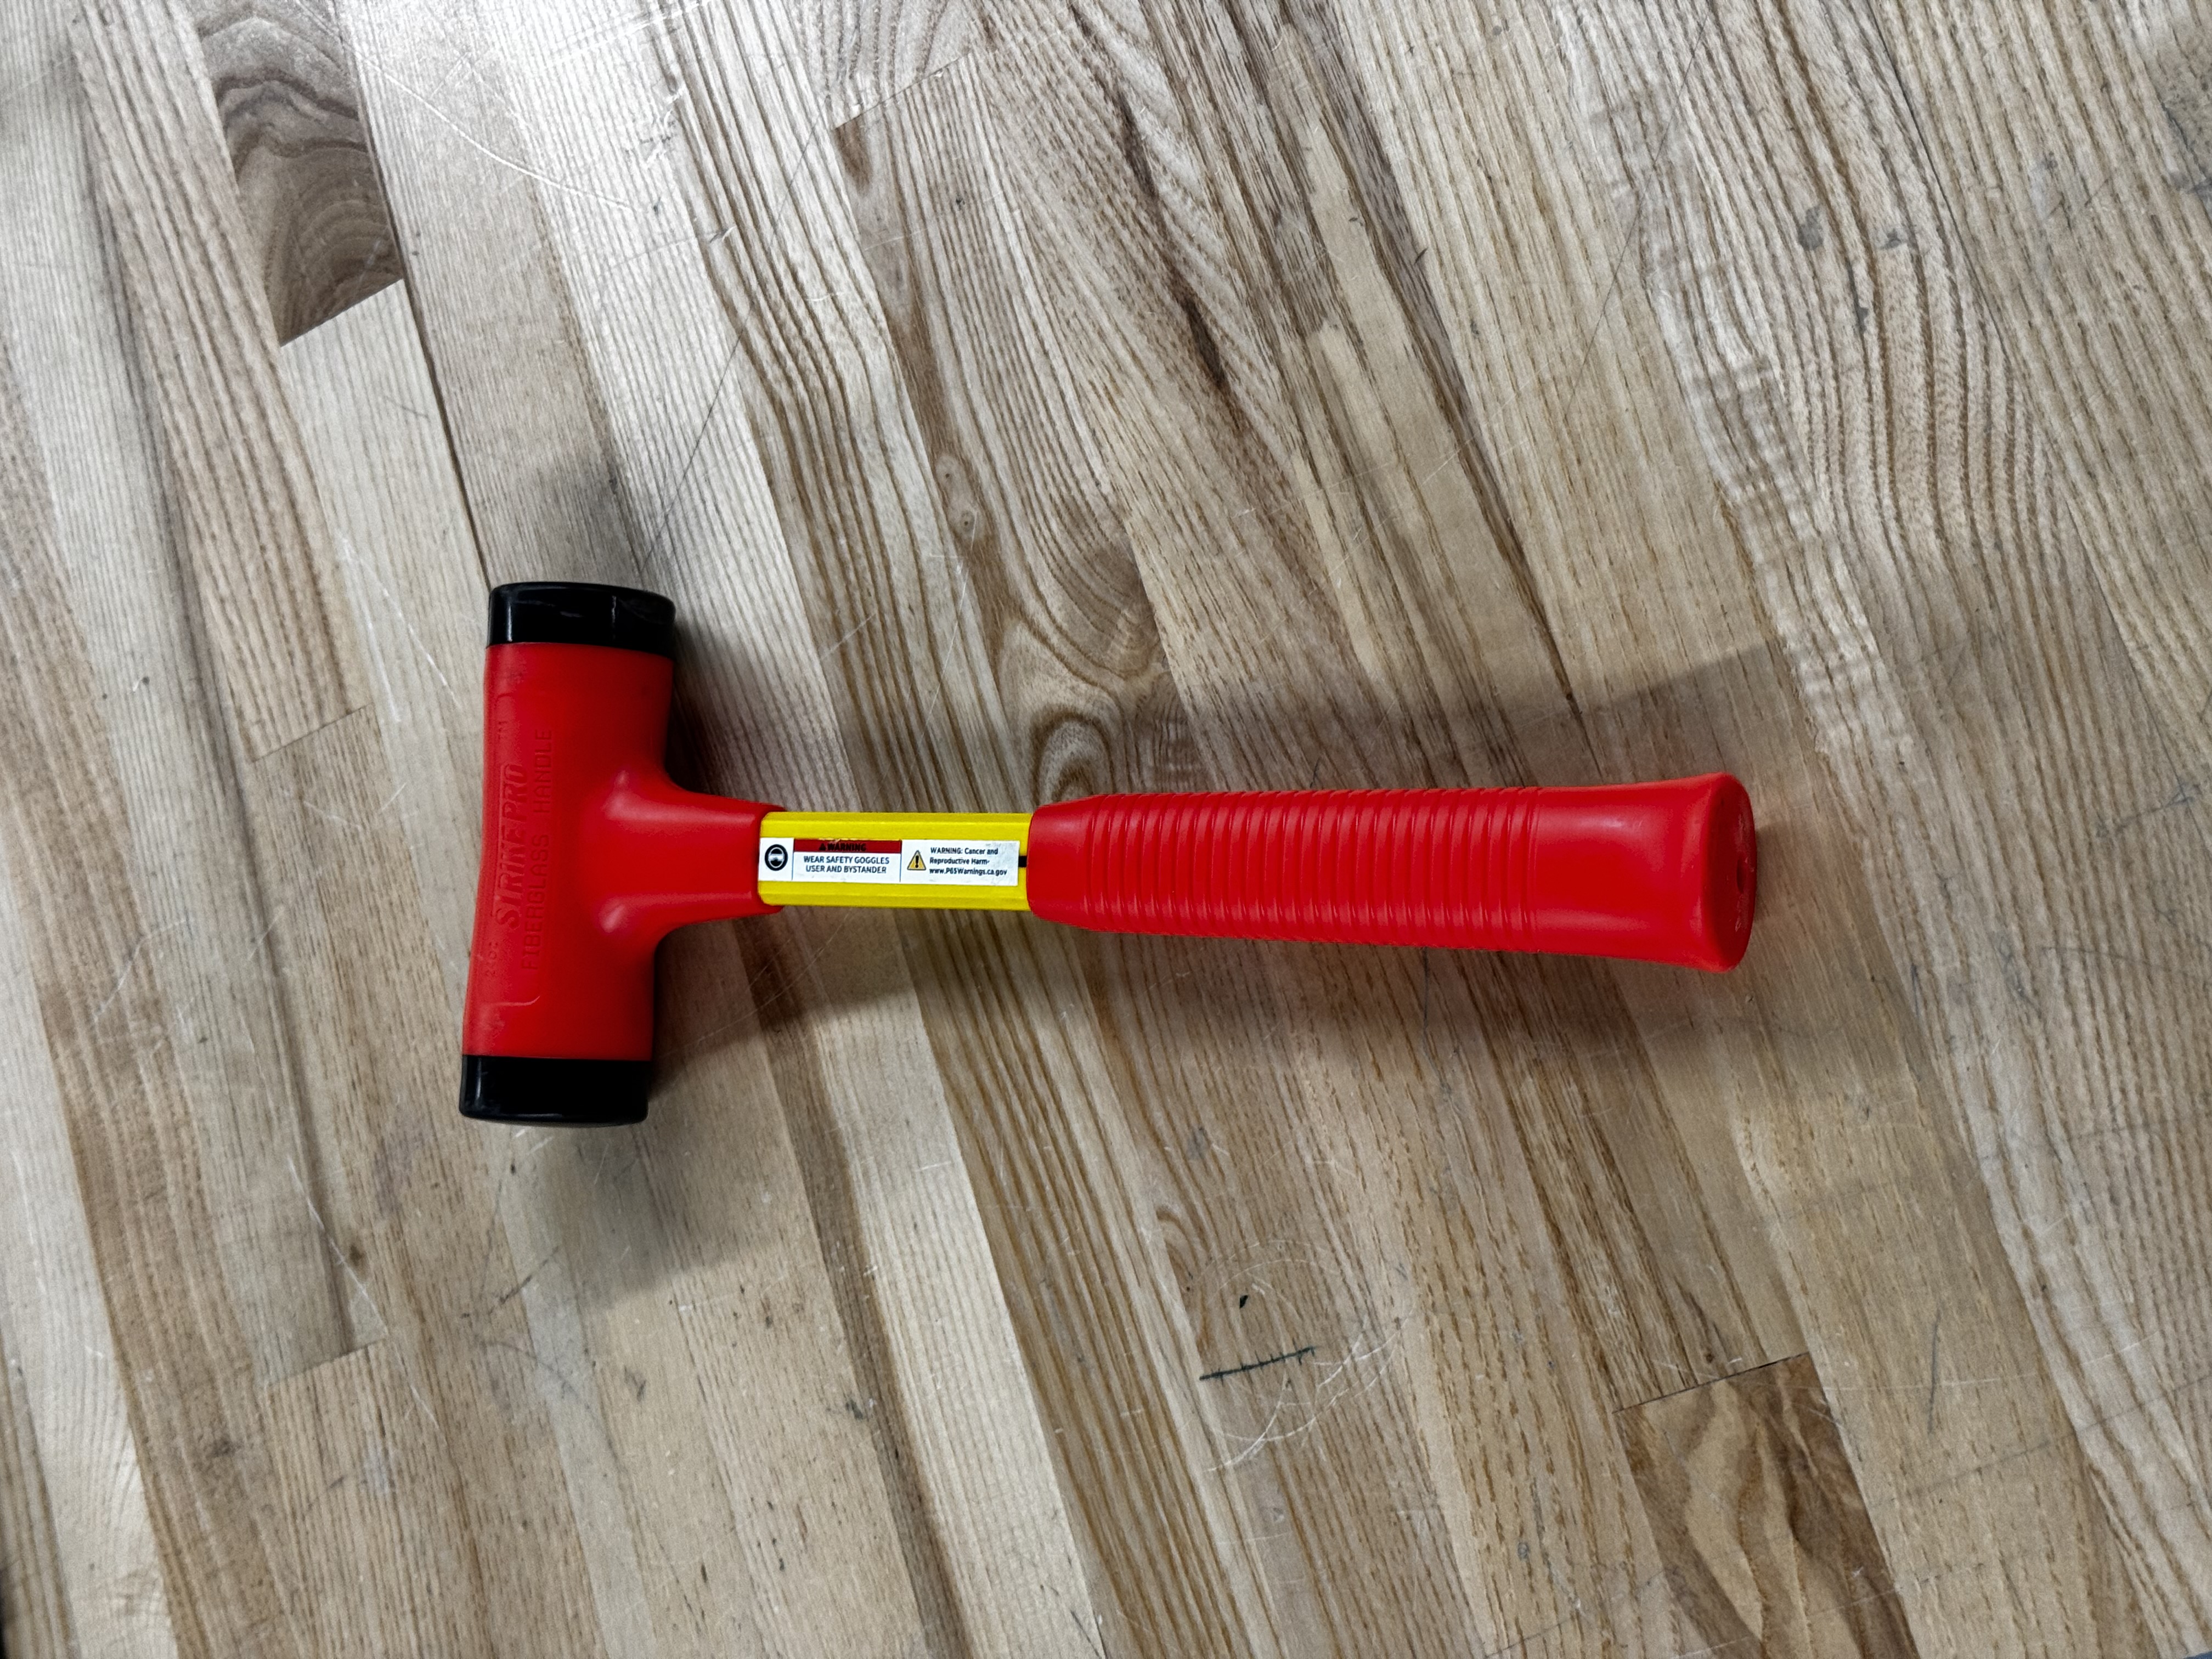 STRIKE PRO TM
FIBERGLASS HANDLE
WARNING
WEAR SAFETY GOGGLES
USER AND BYSTANDER
WARNING: Cancer and
Reproductive Harm-
www.P65Warnings.ca.gov